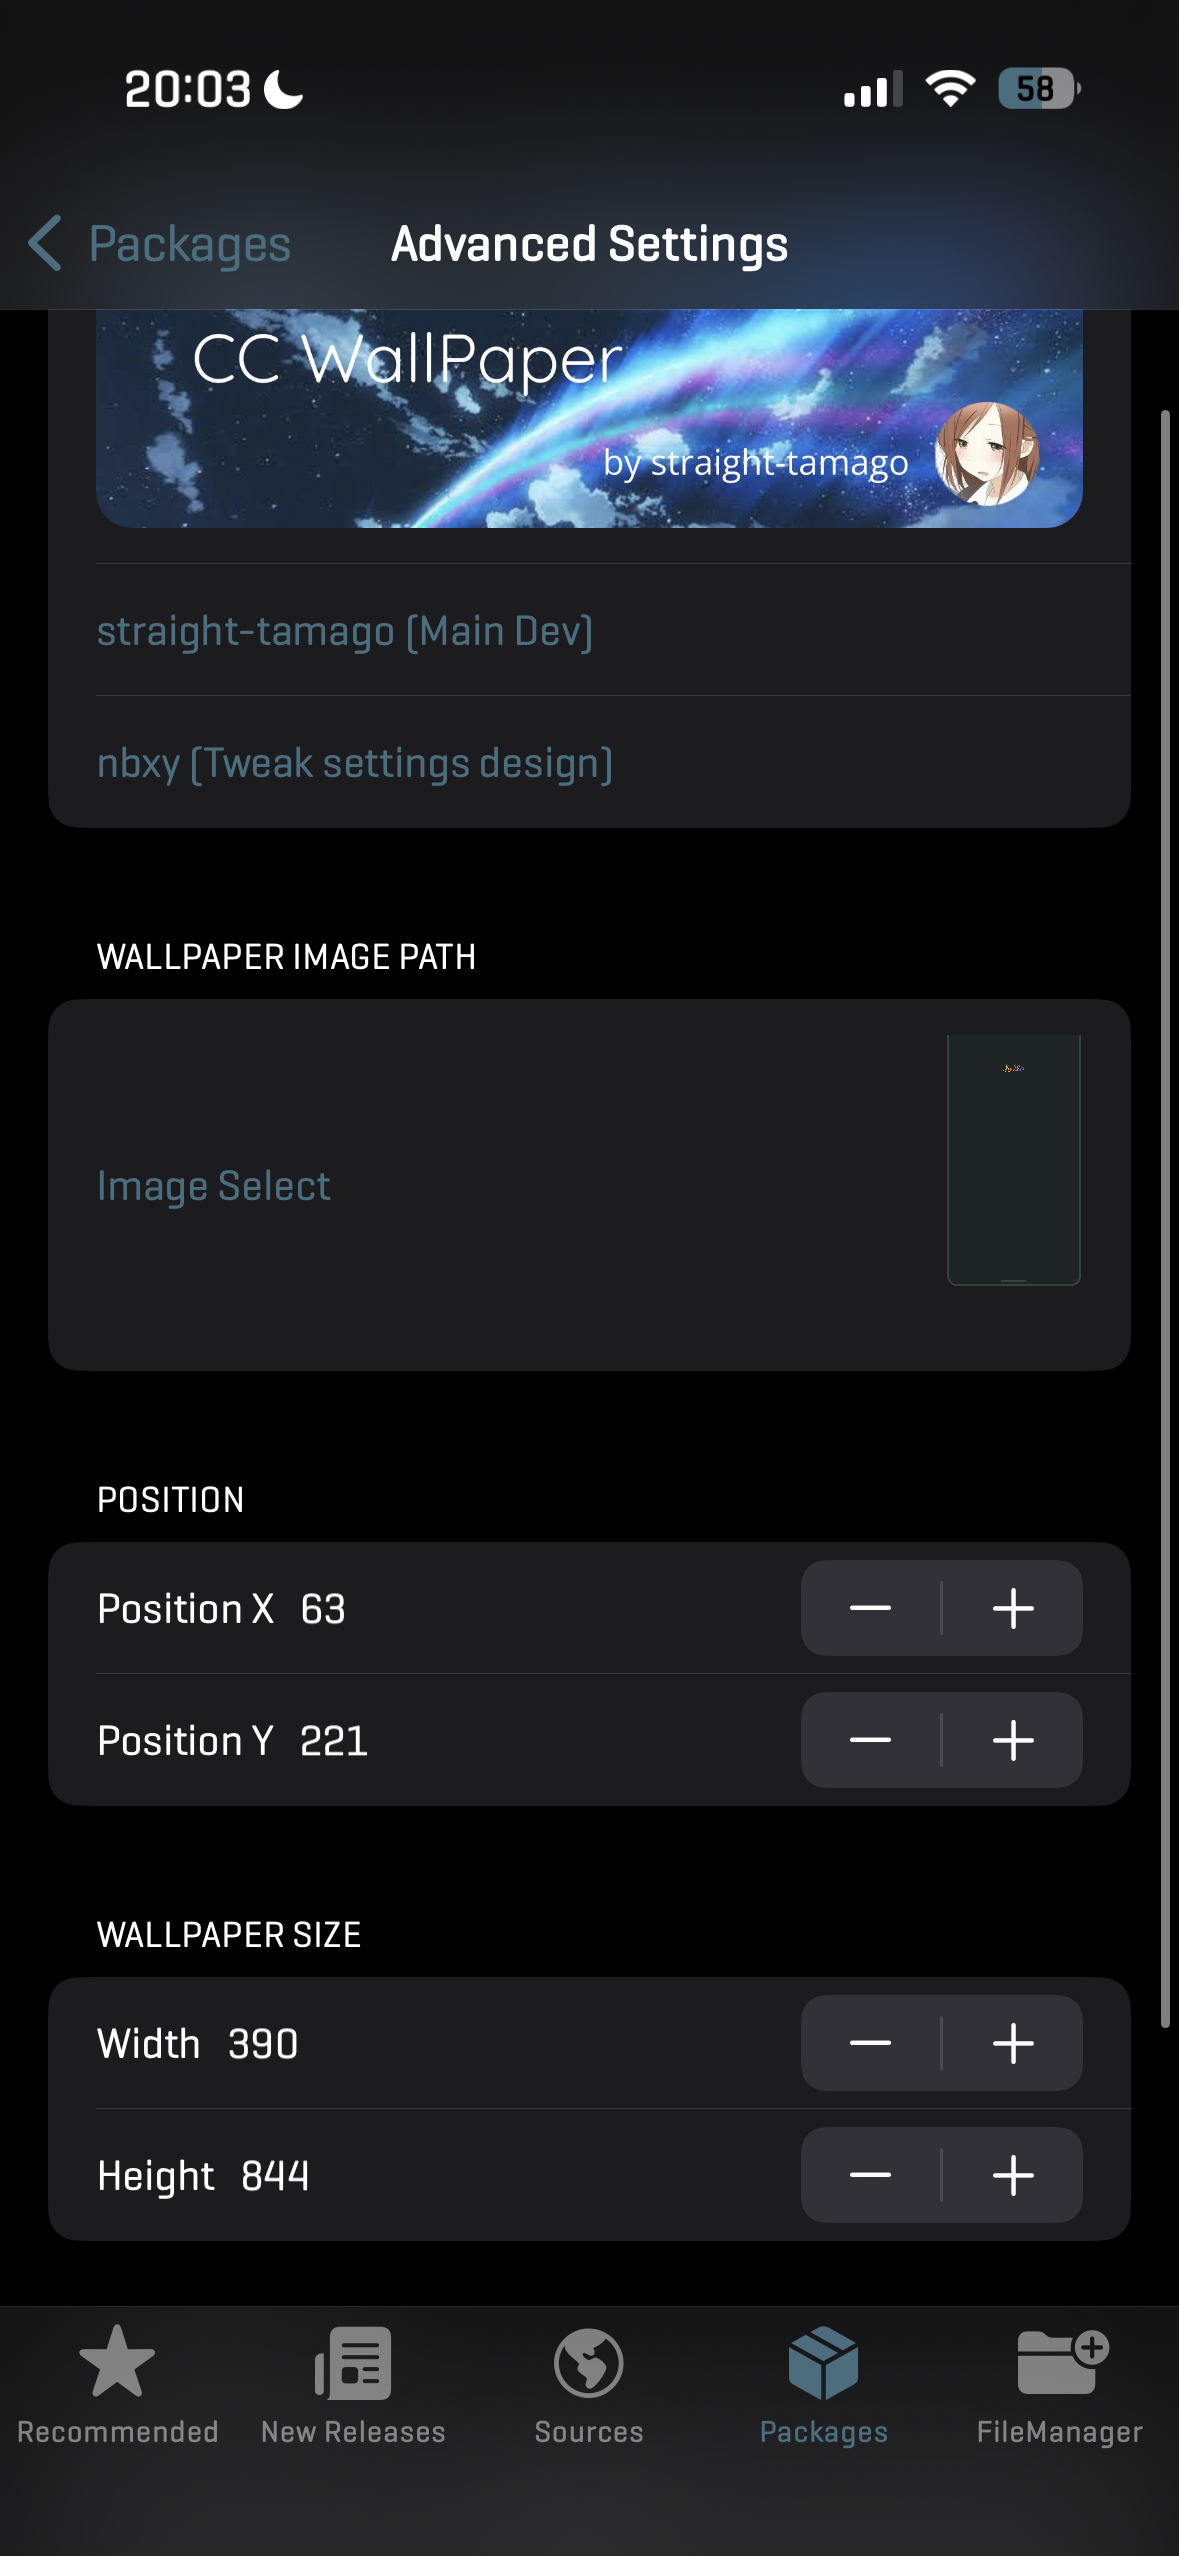 20:03
58
Packages
Advanced Settings
CC WallPaper
by straight-tamago
straight-tamago (Main Dev)
nbxy (Tweak settings design)
WALLPAPER IMAGE PATH
Image Select
POSITION
Position X 63
Position Y 221
WALLPAPER SIZE
Width 390
Height 844
Recommended
New Releases
Sources
Packages
FileManager